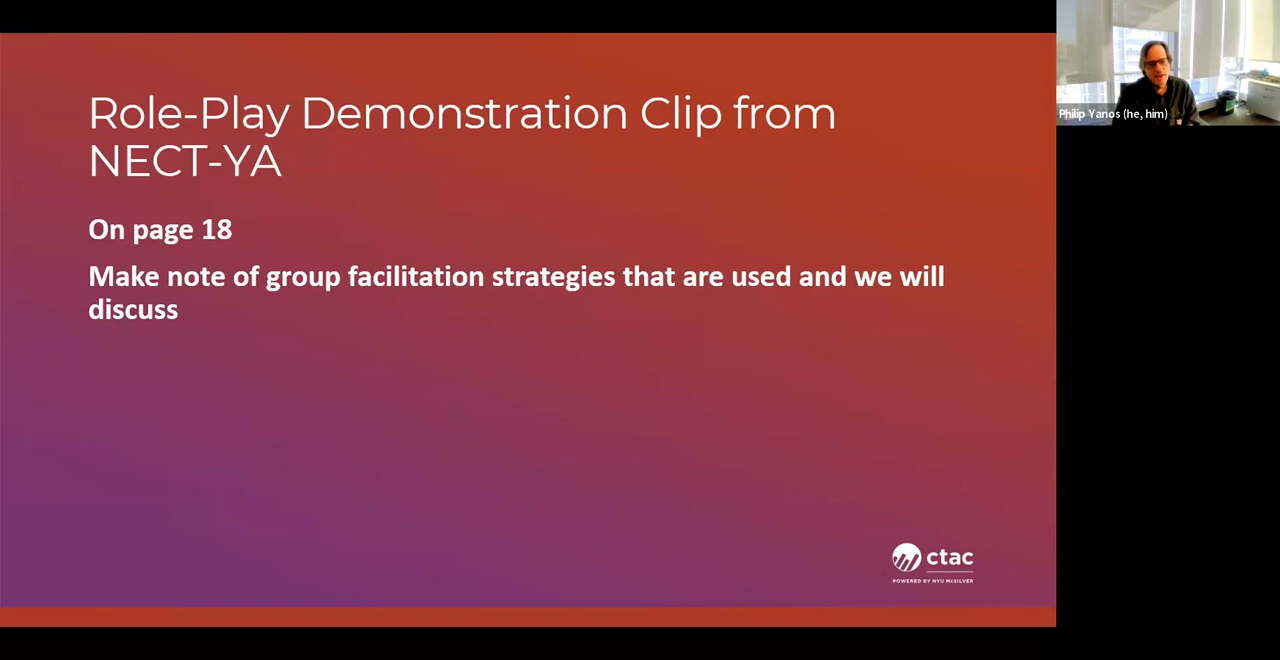 Role-Play Demonstration Clip from
NECT-YA
On page 18
Make note of group facilitation strategies that are used and we will
discuss
ctac
POWERED BY NYU McSILVER
Philip Yanos (he, him)